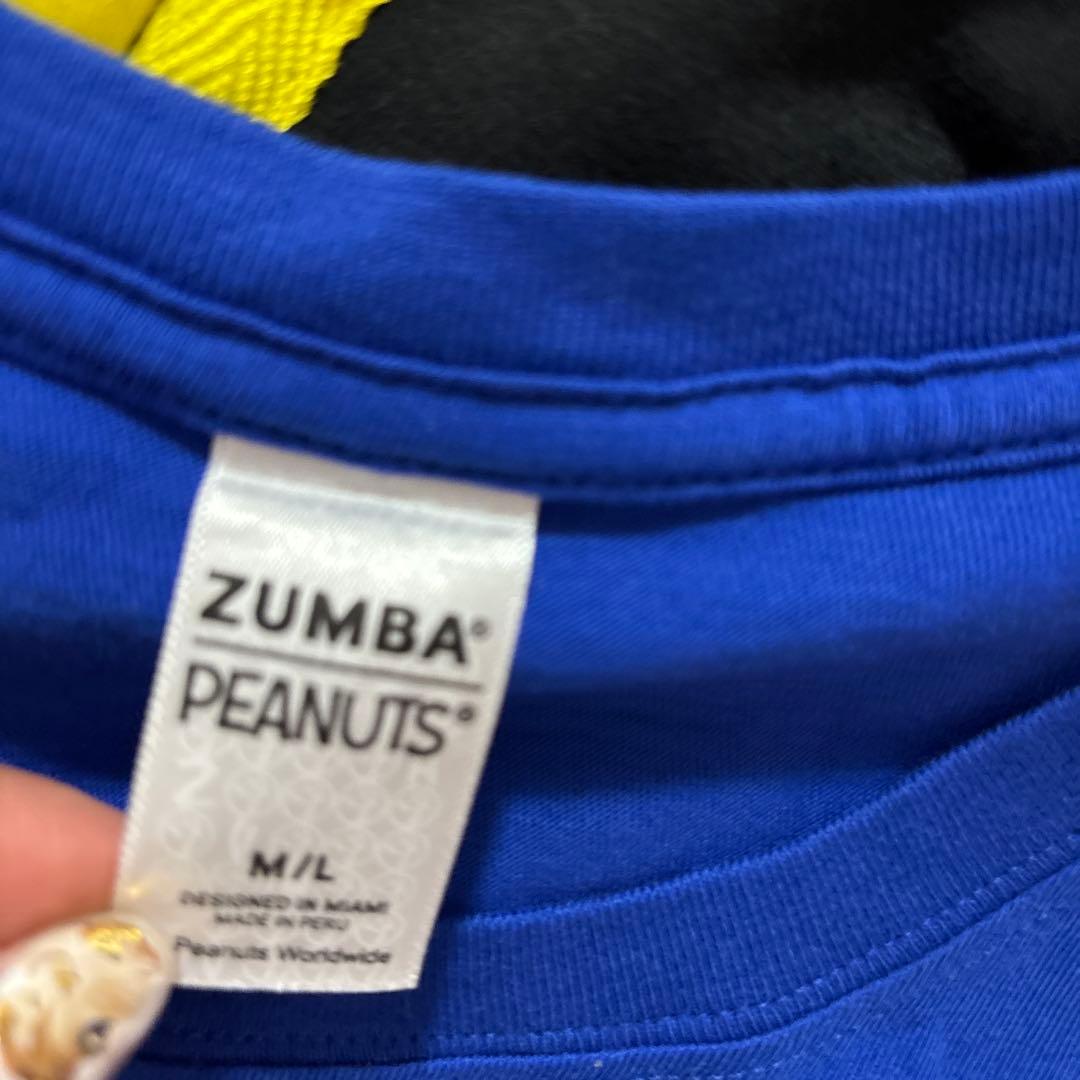 ZUMBA®
PEANUTS®
M/L
DESIGNED IN MIAMI
MADE IN PERU
Peanuts Worldwide